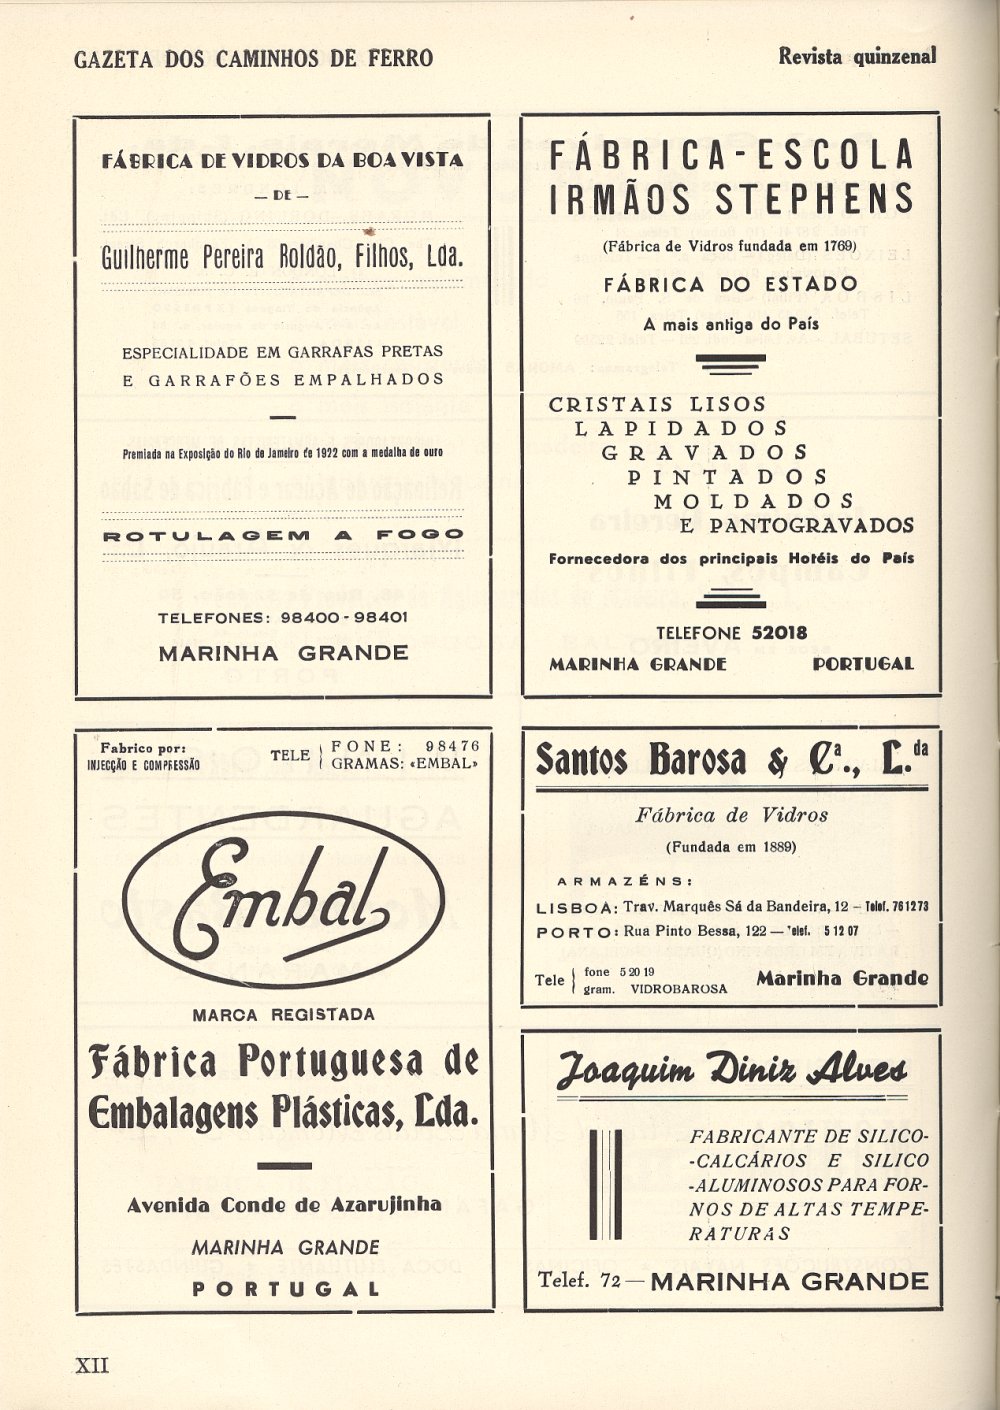 GAZETA DOS CAMINHOS DE FERRO
Revista quinzenal
FÁBRICA DE VIDROS DA BOA VISTA
— DE —
Guilherme Pereira Roldão, Filhos, Lda.
ESPECIALIDADE EM GARRAFAS PRETAS
E GARRAFÕES EMPALHADOS
Premiada na Exposição do Rio de Janeiro de 1922 com a medalha de ouro
ROTULAGEM A FOGO
TELEFONES: 98400 - 98401
MARINHA GRANDE
FÁBRICA-ESCOLA
IRMÃOS STEPHENS
(Fábrica de Vidros fundada em 1769)
FÁBRICA DO ESTADO
A mais antiga do País
CRISTAIS LISOS
LAPIDADOS
GRAVADOS
PINTADOS
MOLDADOS
E PANTOGRAVADOS
Fornecedora dos principais Hotéis do País
TELEFONE 52018
MARINHA GRANDE PORTUGAL
Fabrico por:
INJECÇÃO E COMPRESSÃO
TELE
FONE: 98476
GRAMAS: «EMBAL»
Embal
MARCA REGISTADA
Fábrica Portuguesa de
Embalagens Plásticas, Lda.
Avenida Conde de Azarujinha
MARINHA GRANDE
PORTUGAL
Santos Barosa & Cª., L.da
Fábrica de Vidros
(Fundada em 1889)
ARMAZÉNS:
LISBOA: Trav. Marquês Sá da Bandeira, 12 - Telef. 761273
PORTO: Rua Pinto Bessa, 122 — Telef. 5 12 07
Tele
fone 5 20 19
gram. VIDROBAROSA
Marinha Grande
Joaquim Diniz Alves
FABRICANTE DE SILICO-
-CALCÁRIOS E SILICO
-ALUMINOSOS PARA FOR-
NOS DE ALTAS TEMPE-
RATURAS
Telef. 72 — MARINHA GRANDE
XII